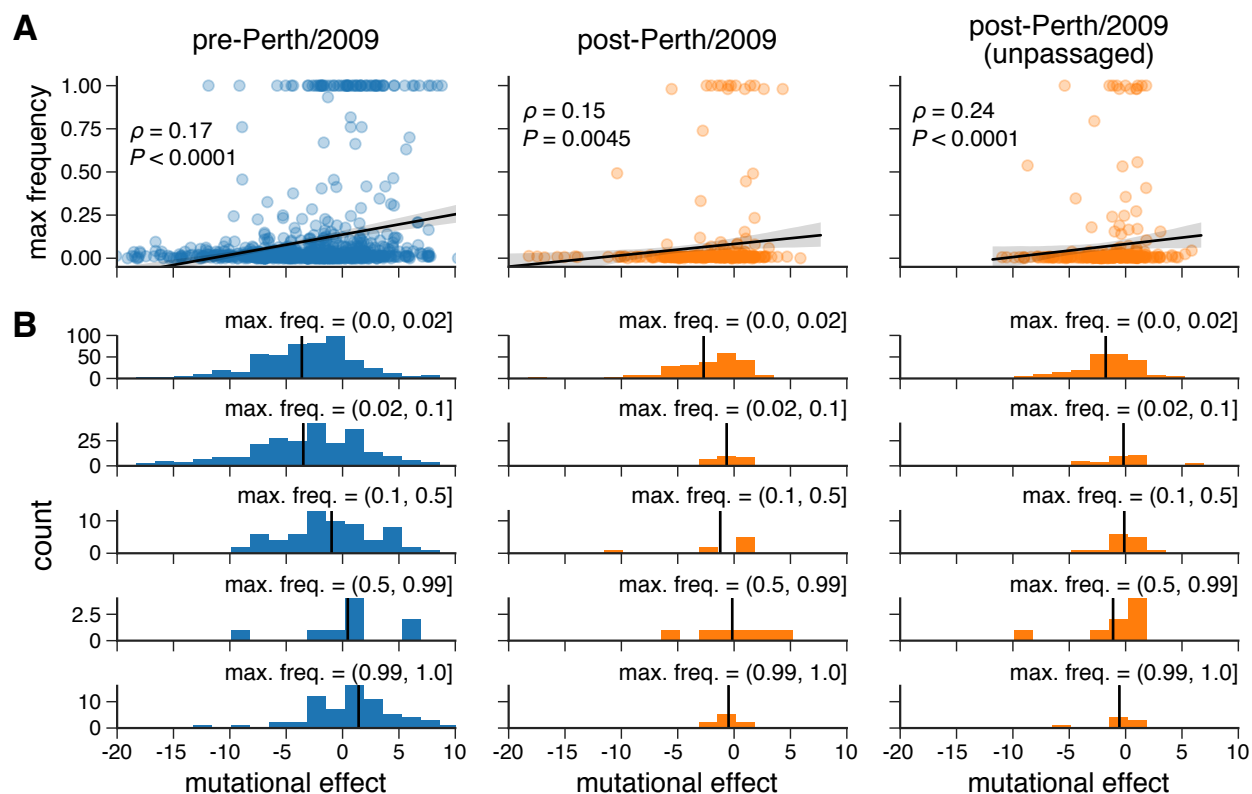 A
pre-Perth/2009
post-Perth/2009
post-Perth/2009
(unpassaged)
max frequency
1.00
0.75
0.50
0.25
0.00
ρ = 0.17
P < 0.0001
ρ = 0.15
P = 0.0045
ρ = 0.24
P < 0.0001
B
count
max. freq. = (0.0, 0.02]
max. freq. = (0.0, 0.02]
max. freq. = (0.0, 0.02]
100
50
0
max. freq. = (0.02, 0.1]
max. freq. = (0.02, 0.1]
max. freq. = (0.02, 0.1]
25
0
max. freq. = (0.1, 0.5]
max. freq. = (0.1, 0.5]
max. freq. = (0.1, 0.5]
10
0
max. freq. = (0.5, 0.99]
max. freq. = (0.5, 0.99]
max. freq. = (0.5, 0.99]
2.5
0
max. freq. = (0.99, 1.0]
max. freq. = (0.99, 1.0]
max. freq. = (0.99, 1.0]
10
0
-20 -15 -10 -5 0 5 10
-20 -15 -10 -5 0 5 10
-20 -15 -10 -5 0 5 10
mutational effect
mutational effect
mutational effect